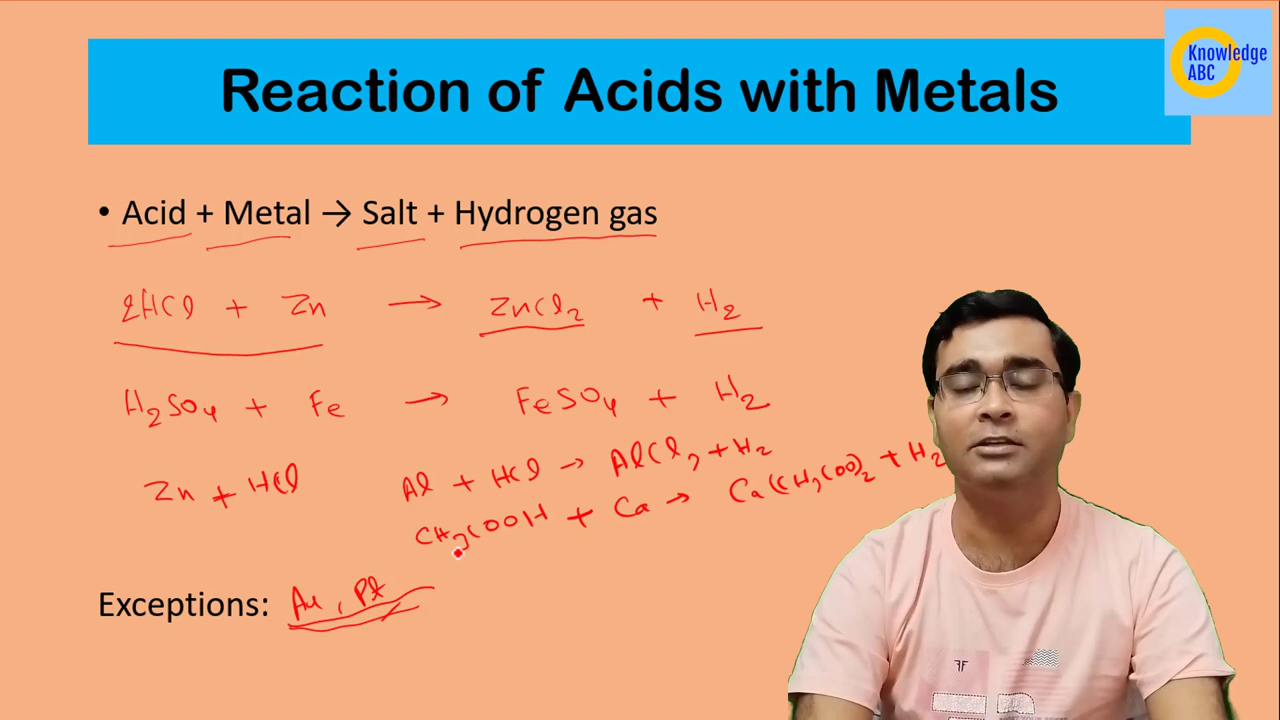 Knowledge
ABC
Reaction of Acids with Metals
• Acid + Metal → Salt + Hydrogen gas
2HCl + Zn → ZnCl₂ + H₂
H₂SO₄ + Fe → FeSO₄ + H₂
Zn + HCl
Al + HCl → AlCl₃ + H₂
CH₃COOH + Ca → Ca(CH₃COO)₂ + H₂
Exceptions: Au, Pt
FF